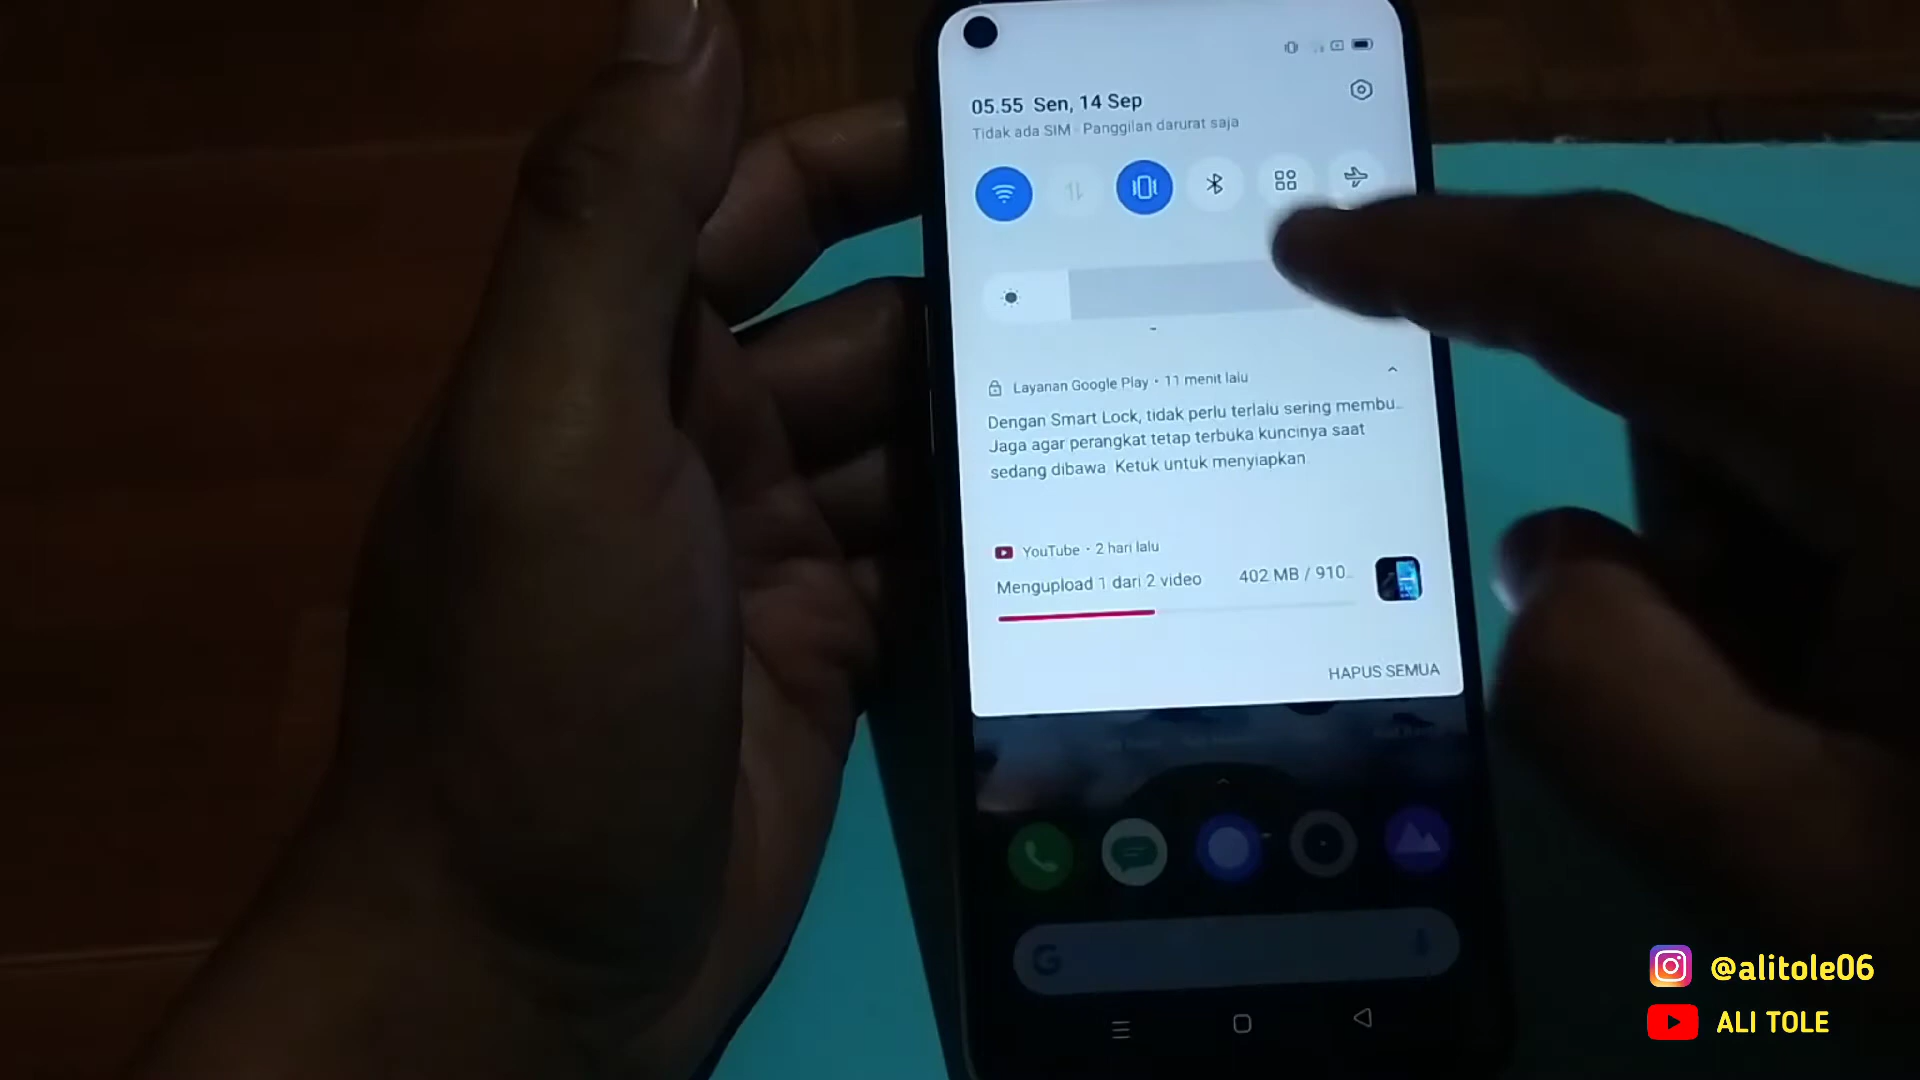 05.55 Sen, 14 Sep
Tidak ada SIM · Panggilan darurat saja
Layanan Google Play · 11 menit lalu
Dengan Smart Lock, tidak perlu terlalu sering membu...
Jaga agar perangkat tetap terbuka kuncinya saat
sedang dibawa. Ketuk untuk menyiapkan.
YouTube · 2 hari lalu
Mengupload 1 dari 2 video 402 MB / 910...
HAPUS SEMUA
G
@alitole06
ALI TOLE